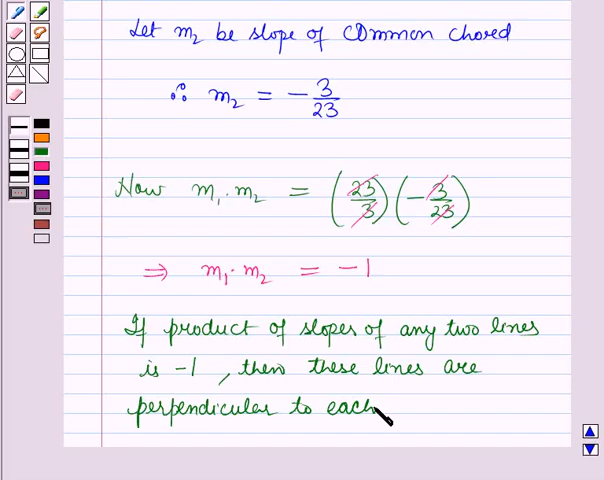 Let m₂ be slope of Common chored
∴ m₂ = -3/23
Now m₁·m₂ = (23/3)(-3/23)
⇒ m₁·m₂ = -1
If product of slopes of any two lines
is -1, then these lines are
perpendicular to each